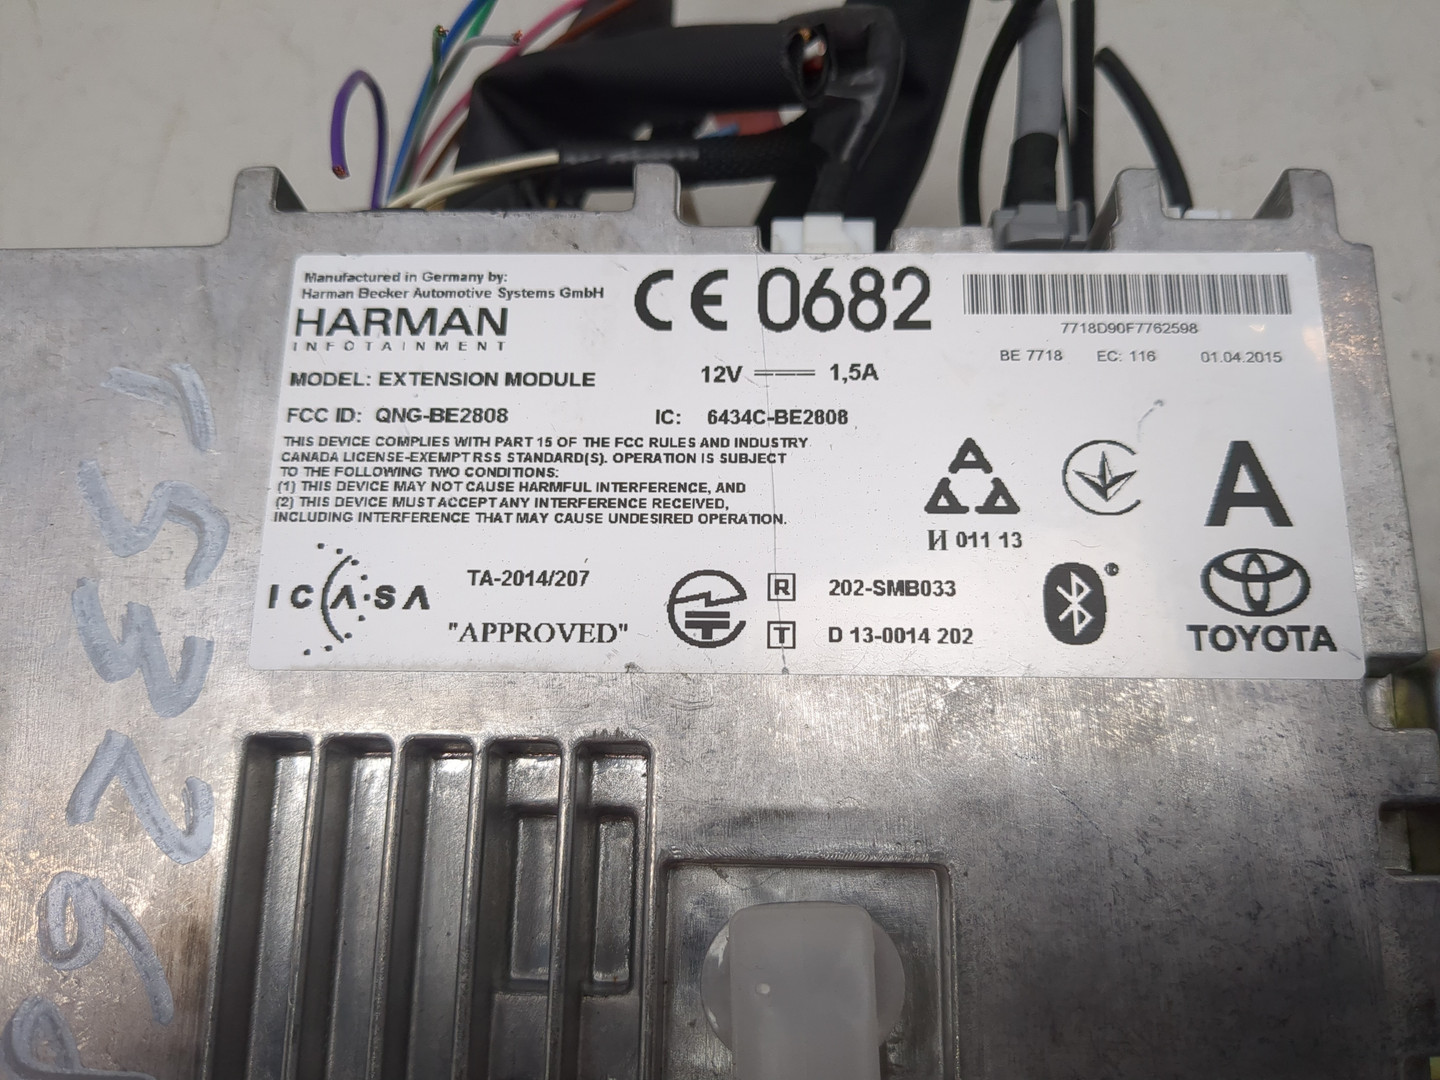 Manufactured in Germany by:
Harman Becker Automotive Systems GmbH
HARMAN
INFOTAINMENT
CE 0682
7718D90F7762598
BE 7718 EC: 116 01.04.2015
MODEL: EXTENSION MODULE
12V 1,5A
FCC ID: QNG-BE2808 IC: 6434C-BE2808
THIS DEVICE COMPLIES WITH PART 15 OF THE FCC RULES AND INDUSTRY
CANADA LICENSE-EXEMPT RSS STANDARD(S). OPERATION IS SUBJECT
TO THE FOLLOWING TWO CONDITIONS:
(1) THIS DEVICE MAY NOT CAUSE HARMFUL INTERFERENCE, AND
(2) THIS DEVICE MUST ACCEPT ANY INTERFERENCE RECEIVED,
INCLUDING INTERFERENCE THAT MAY CAUSE UNDESIRED OPERATION.
И 011 13
A
ICASA
TA-2014/207
"APPROVED"
R 202-SMB033
T D 13-0014 202
TOYOTA